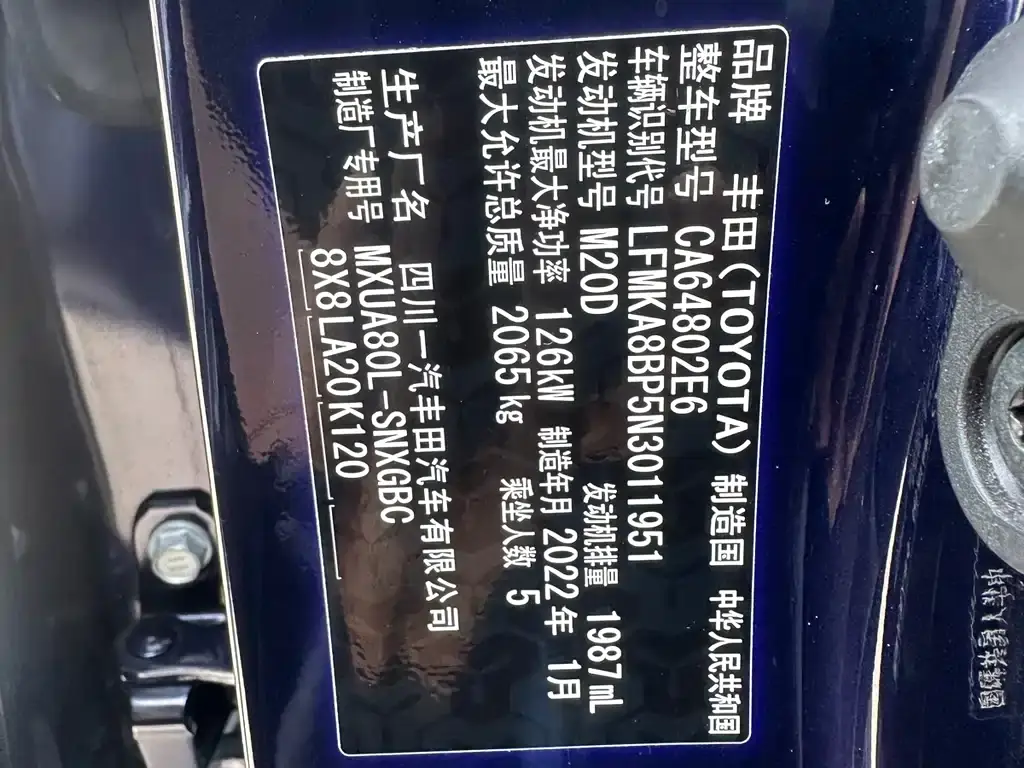 品牌 丰田(TOYOTA) 制造国 中华人民共和国
整车型号 CA64802E6
车辆识别代号 LFMKA8BP5N3011951
发动机型号 M20D 发动机排量 1987 mL
发动机最大净功率 126kW 制造年月 2022年 1月
最大允许总质量 2065 kg 乘坐人数 5
生产厂名 四川一汽丰田汽车有限公司
制造厂专用号 MXUA80L-SNXGBC
8X8LA20K120